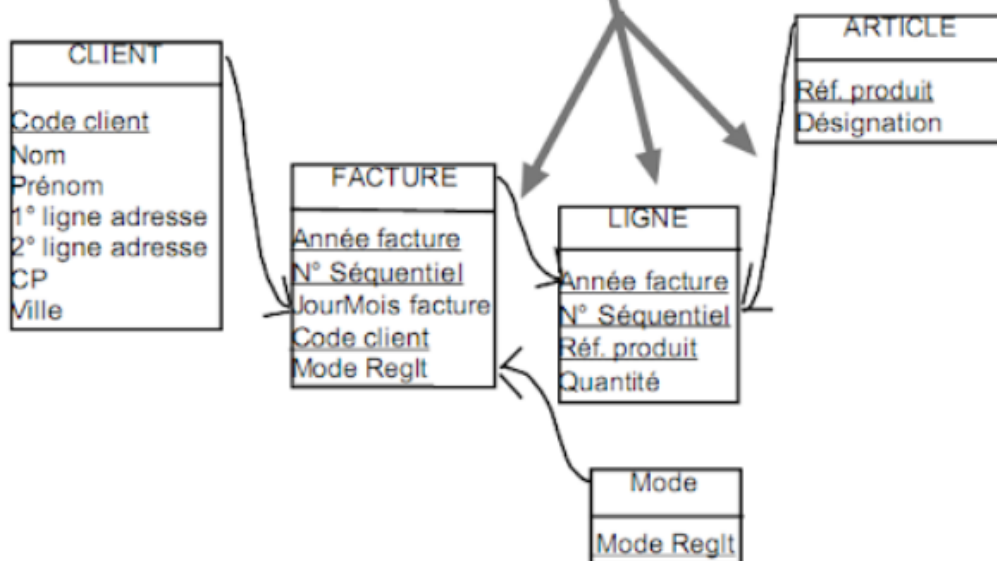 CLIENT
Code client
Nom
Prénom
1° ligne adresse
2° ligne adresse
CP
Ville
FACTURE
Année facture
N° Séquentiel
JourMois facture
Code client
Mode Reglt
LIGNE
Année facture
N° Séquentiel
Réf. produit
Quantité
ARTICLE
Réf. produit
Désignation
Mode
Mode Reglt